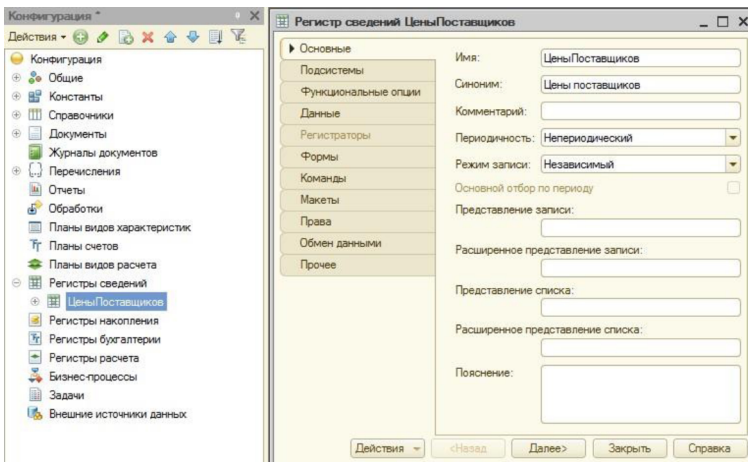 Конфигурация *
Действия
Конфигурация
Общие
Константы
Справочники
Документы
Журналы документов
Перечисления
Отчеты
Обработки
Планы видов характеристик
Планы счетов
Планы видов расчета
Регистры сведений
ЦеныПоставщиков
Регистры накопления
Регистры бухгалтерии
Регистры расчета
Бизнес-процессы
Задачи
Внешние источники данных
Регистр сведений ЦеныПоставщиков
Основные
Подсистемы
Функциональные опции
Данные
Регистраторы
Формы
Команды
Макеты
Права
Обмен данными
Прочее
Имя: ЦеныПоставщиков
Синоним: Цены поставщиков
Комментарий:
Периодичность: Непериодический
Режим записи: Независимый
Основной отбор по периоду
Представление записи:
Расширенное представление записи:
Представление списка:
Расширенное представление списка:
Пояснение:
Действия <Назад Далее> Закрыть Справка